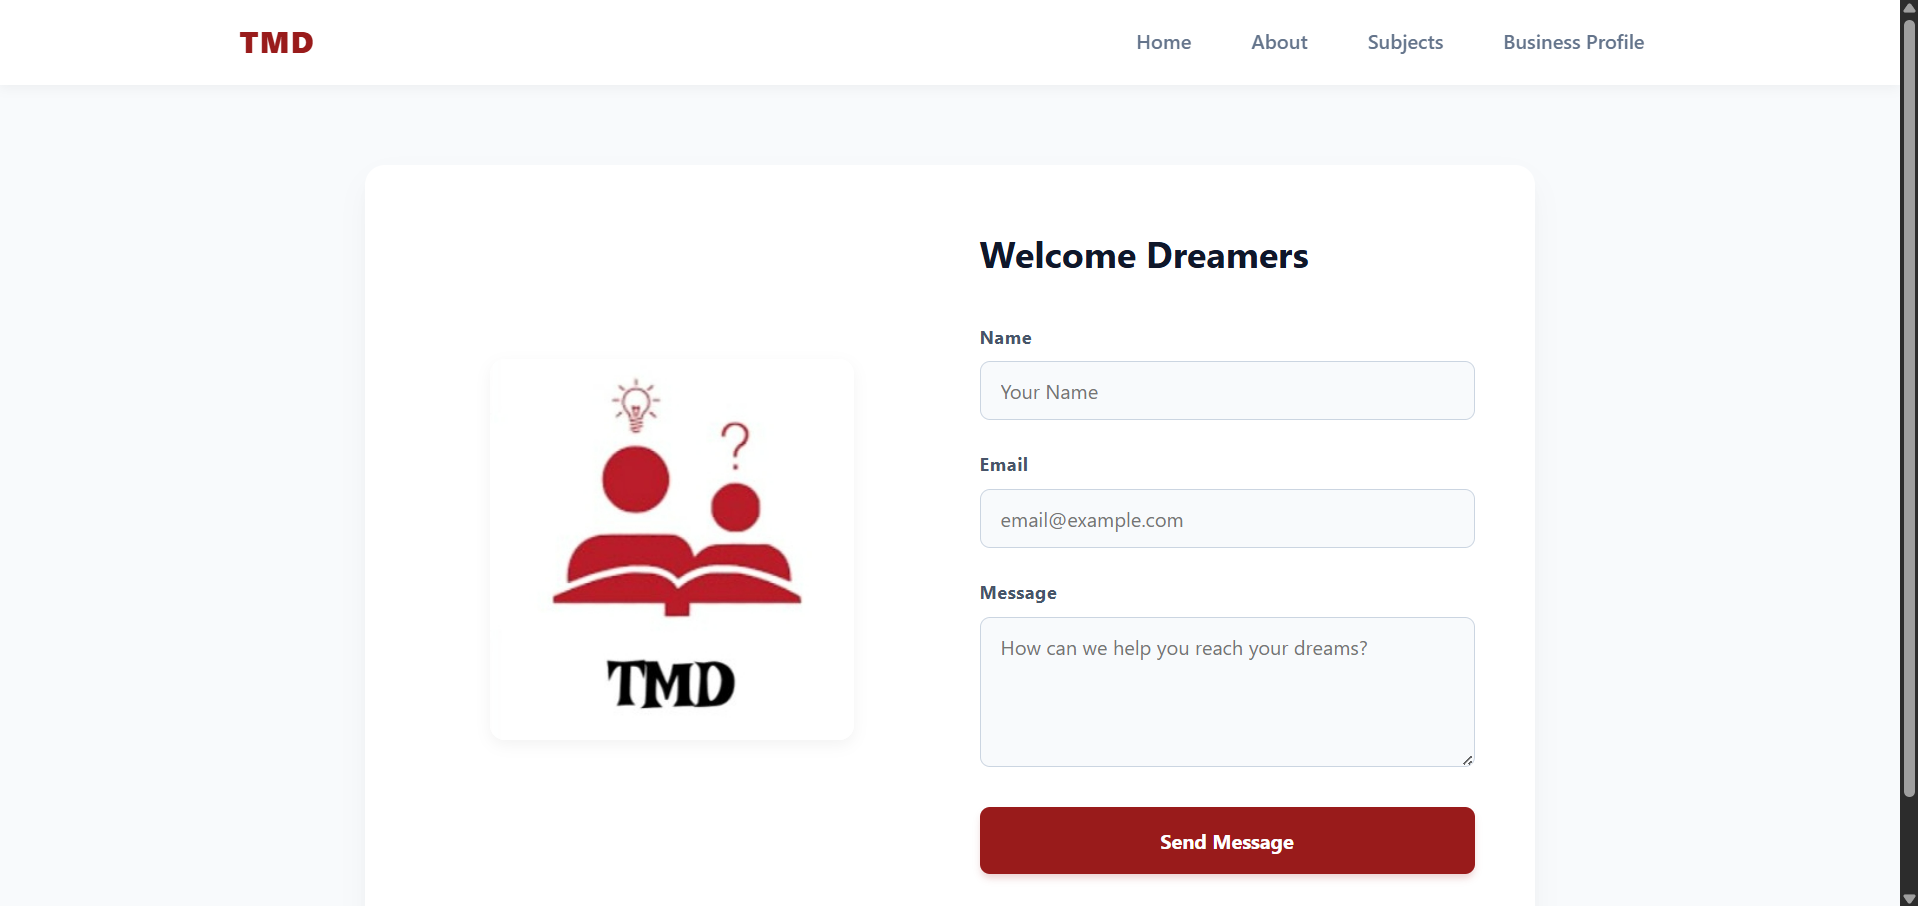 TMD
Home
About
Subjects
Business Profile
Welcome Dreamers
Name
Your Name
Email
email@example.com
Message
How can we help you reach your dreams?
Send Message
?
TMD